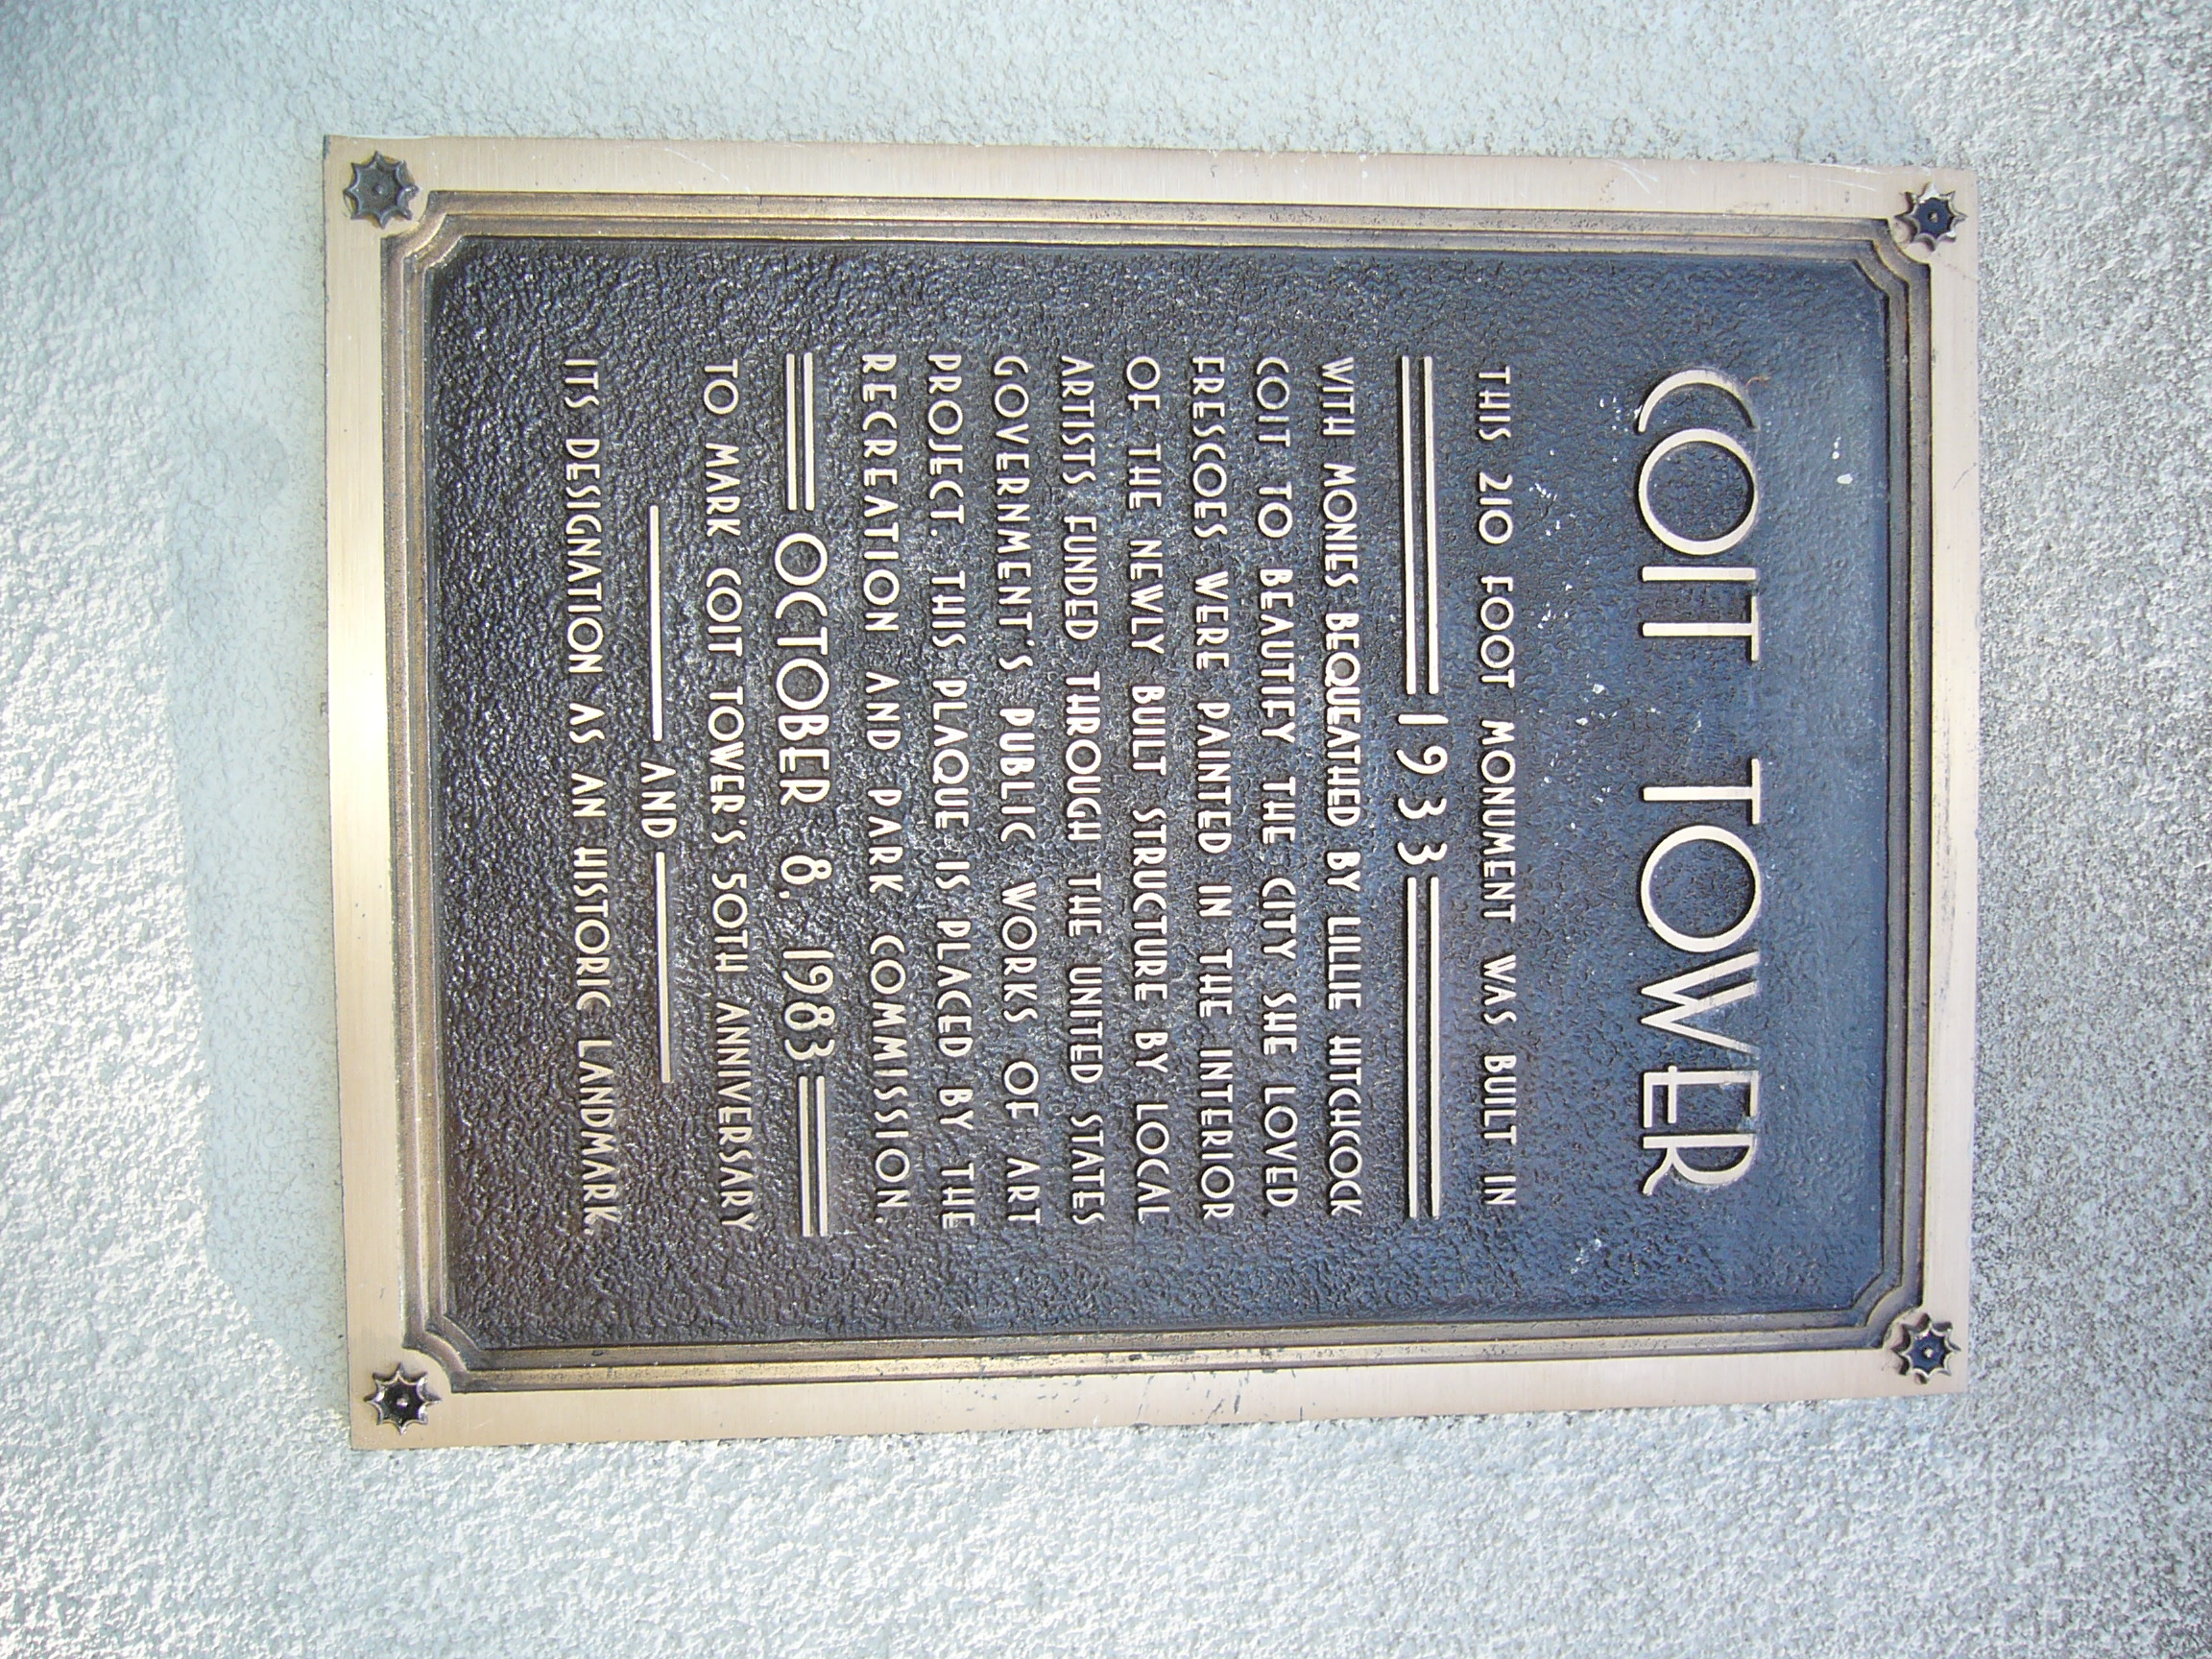 COIT TOWER
THIS 210 FOOT MONUMENT WAS BUILT IN
1933
WITH MONIES BEQUEATHED BY LILLIE HITCHCOCK
COIT TO BEAUTIFY THE CITY SHE LOVED.
FRESCOES WERE PAINTED IN THE INTERIOR
OF THE NEWLY BUILT STRUCTURE BY LOCAL
ARTISTS FUNDED THROUGH THE UNITED STATES
GOVERNMENT'S PUBLIC WORKS OF ART
PROJECT. THIS PLAQUE IS PLACED BY THE
RECREATION AND PARK COMMISSION,
OCTOBER 8, 1983
TO MARK COIT TOWER'S 50TH ANNIVERSARY
AND
ITS DESIGNATION AS AN HISTORIC LANDMARK.